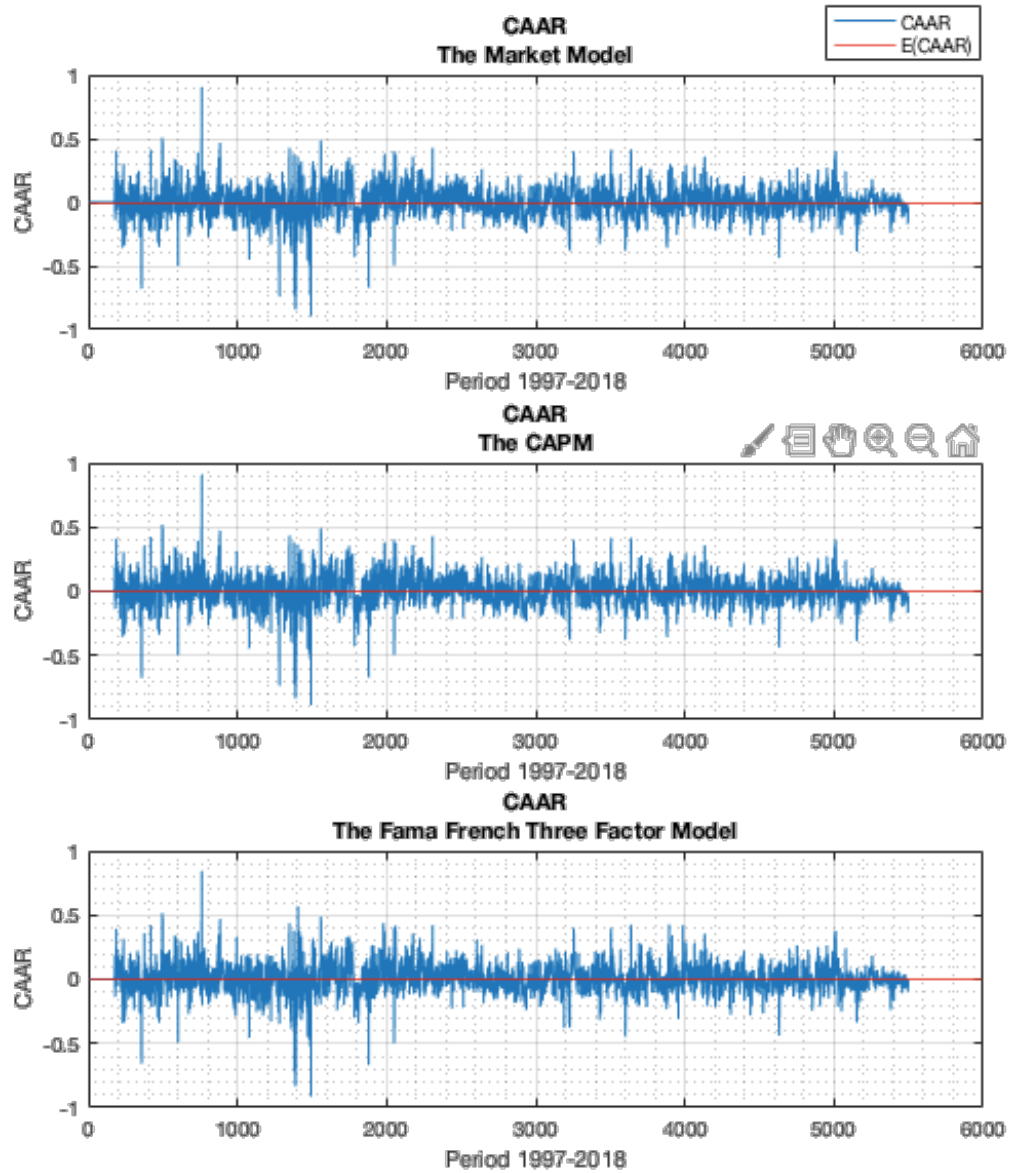 CAAR
The Market Model
CAAR
E(CAAR)
1
0.5
0
-0.5
-1
CAAR
0 1000 2000 3000 4000 5000 6000
Period 1997-2018
CAAR
The CAPM
1
0.5
0
-0.5
-1
CAAR
0 1000 2000 3000 4000 5000 6000
Period 1997-2018
CAAR
The Fama French Three Factor Model
1
0.5
0
-0.5
-1
CAAR
0 1000 2000 3000 4000 5000 6000
Period 1997-2018